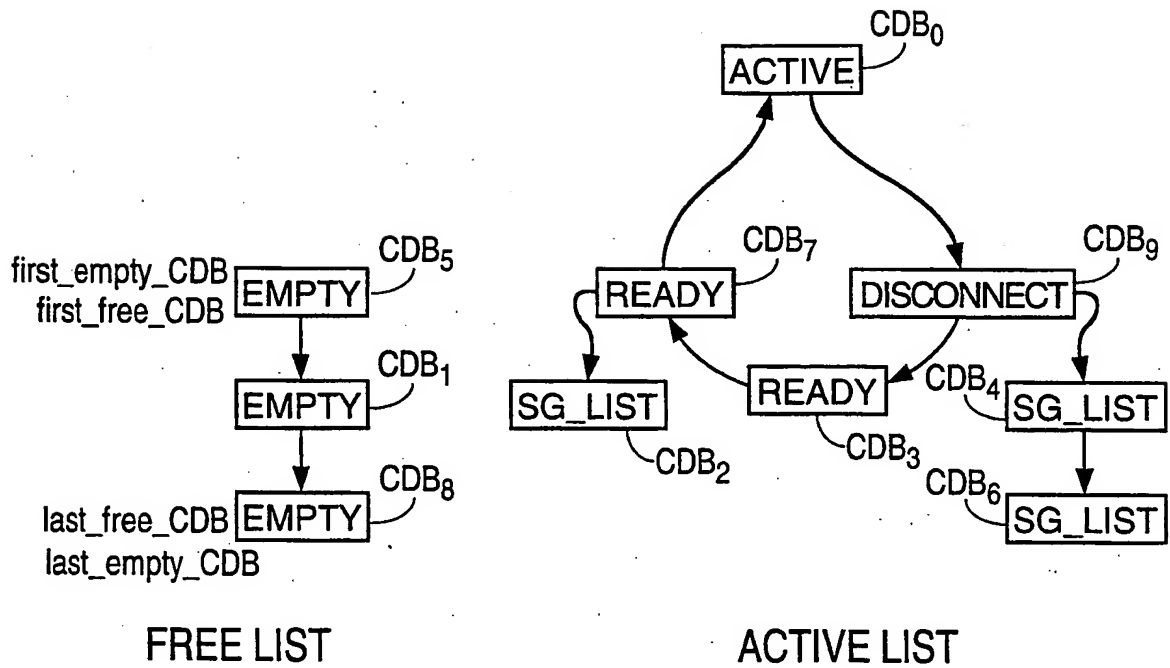 CDB0
ACTIVE
CDB5
first_empty_CDB
EMPTY
first_free_CDB
CDB7
READY
CDB9
DISCONNECT
CDB1
EMPTY
SG_LIST
CDB2
READY
CDB3
CDB4
SG_LIST
CDB8
last_free_CDB
EMPTY
last_empty_CDB
CDB6
SG_LIST
FREE LIST
ACTIVE LIST